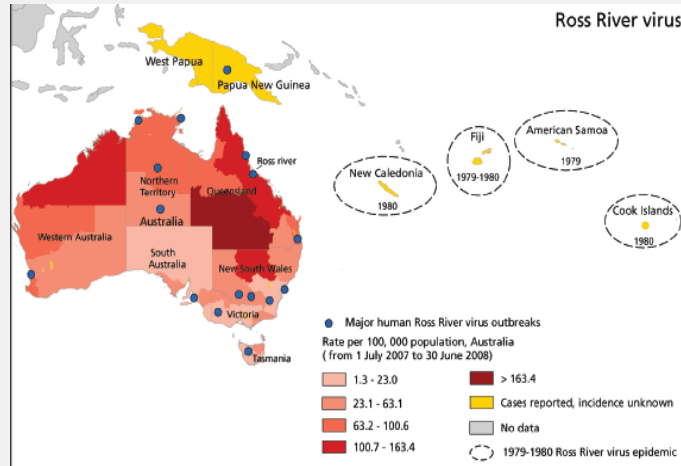 Ross River virus
West Papua
Papua New Guinea
American Samoa
1979
Fiji
1979-1980
New Caledonia
1980
Cook Islands
1980
Ross river
Northern
Territory
Queensland
Australia
Western Australia
South
Australia
New South Wales
Victoria
Tasmania
Major human Ross River virus outbreaks
Rate per 100, 000 population, Australia
( from 1 July 2007 to 30 June 2008)
1.3 - 23.0
23.1 - 63.1
63.2 - 100.6
100.7 - 163.4
> 163.4
Cases reported, incidence unknown
No data
1979-1980 Ross River virus epidemic